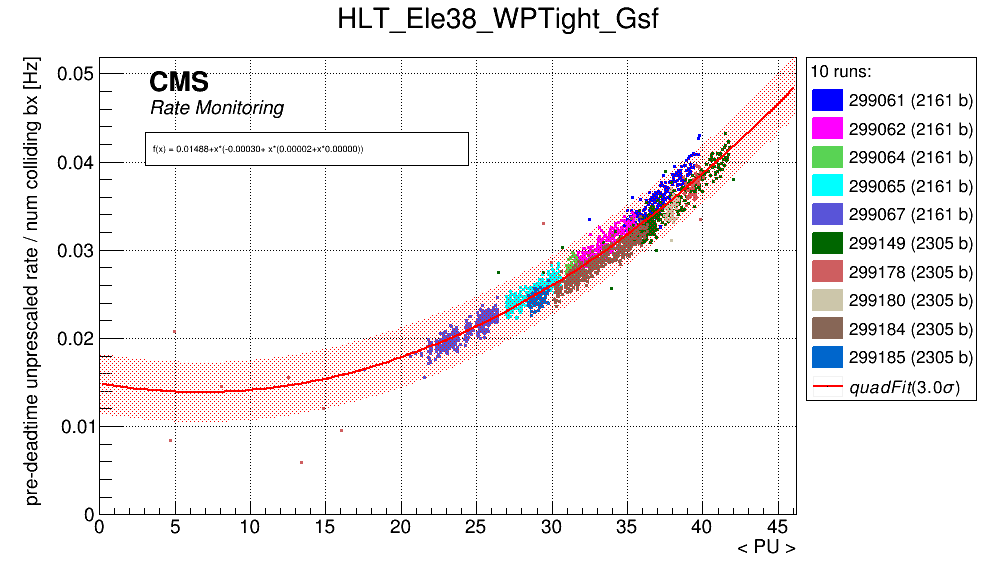 HLT_Ele38_WPTight_Gsf
pre-deadtime unprescaled rate / num colliding bx [Hz]
0.05
0.04
0.03
0.02
0.01
0
CMS
Rate Monitoring
f(x) = 0.01488+x*(-0.00030+ x*(0.00002+x*0.00000))
0 5 10 15 20 25 30 35 40 45
< PU >
10 runs:
299061 (2161 b)
299062 (2161 b)
299064 (2161 b)
299065 (2161 b)
299067 (2161 b)
299149 (2305 b)
299178 (2305 b)
299180 (2305 b)
299184 (2305 b)
299185 (2305 b)
quadFit(3.0σ)